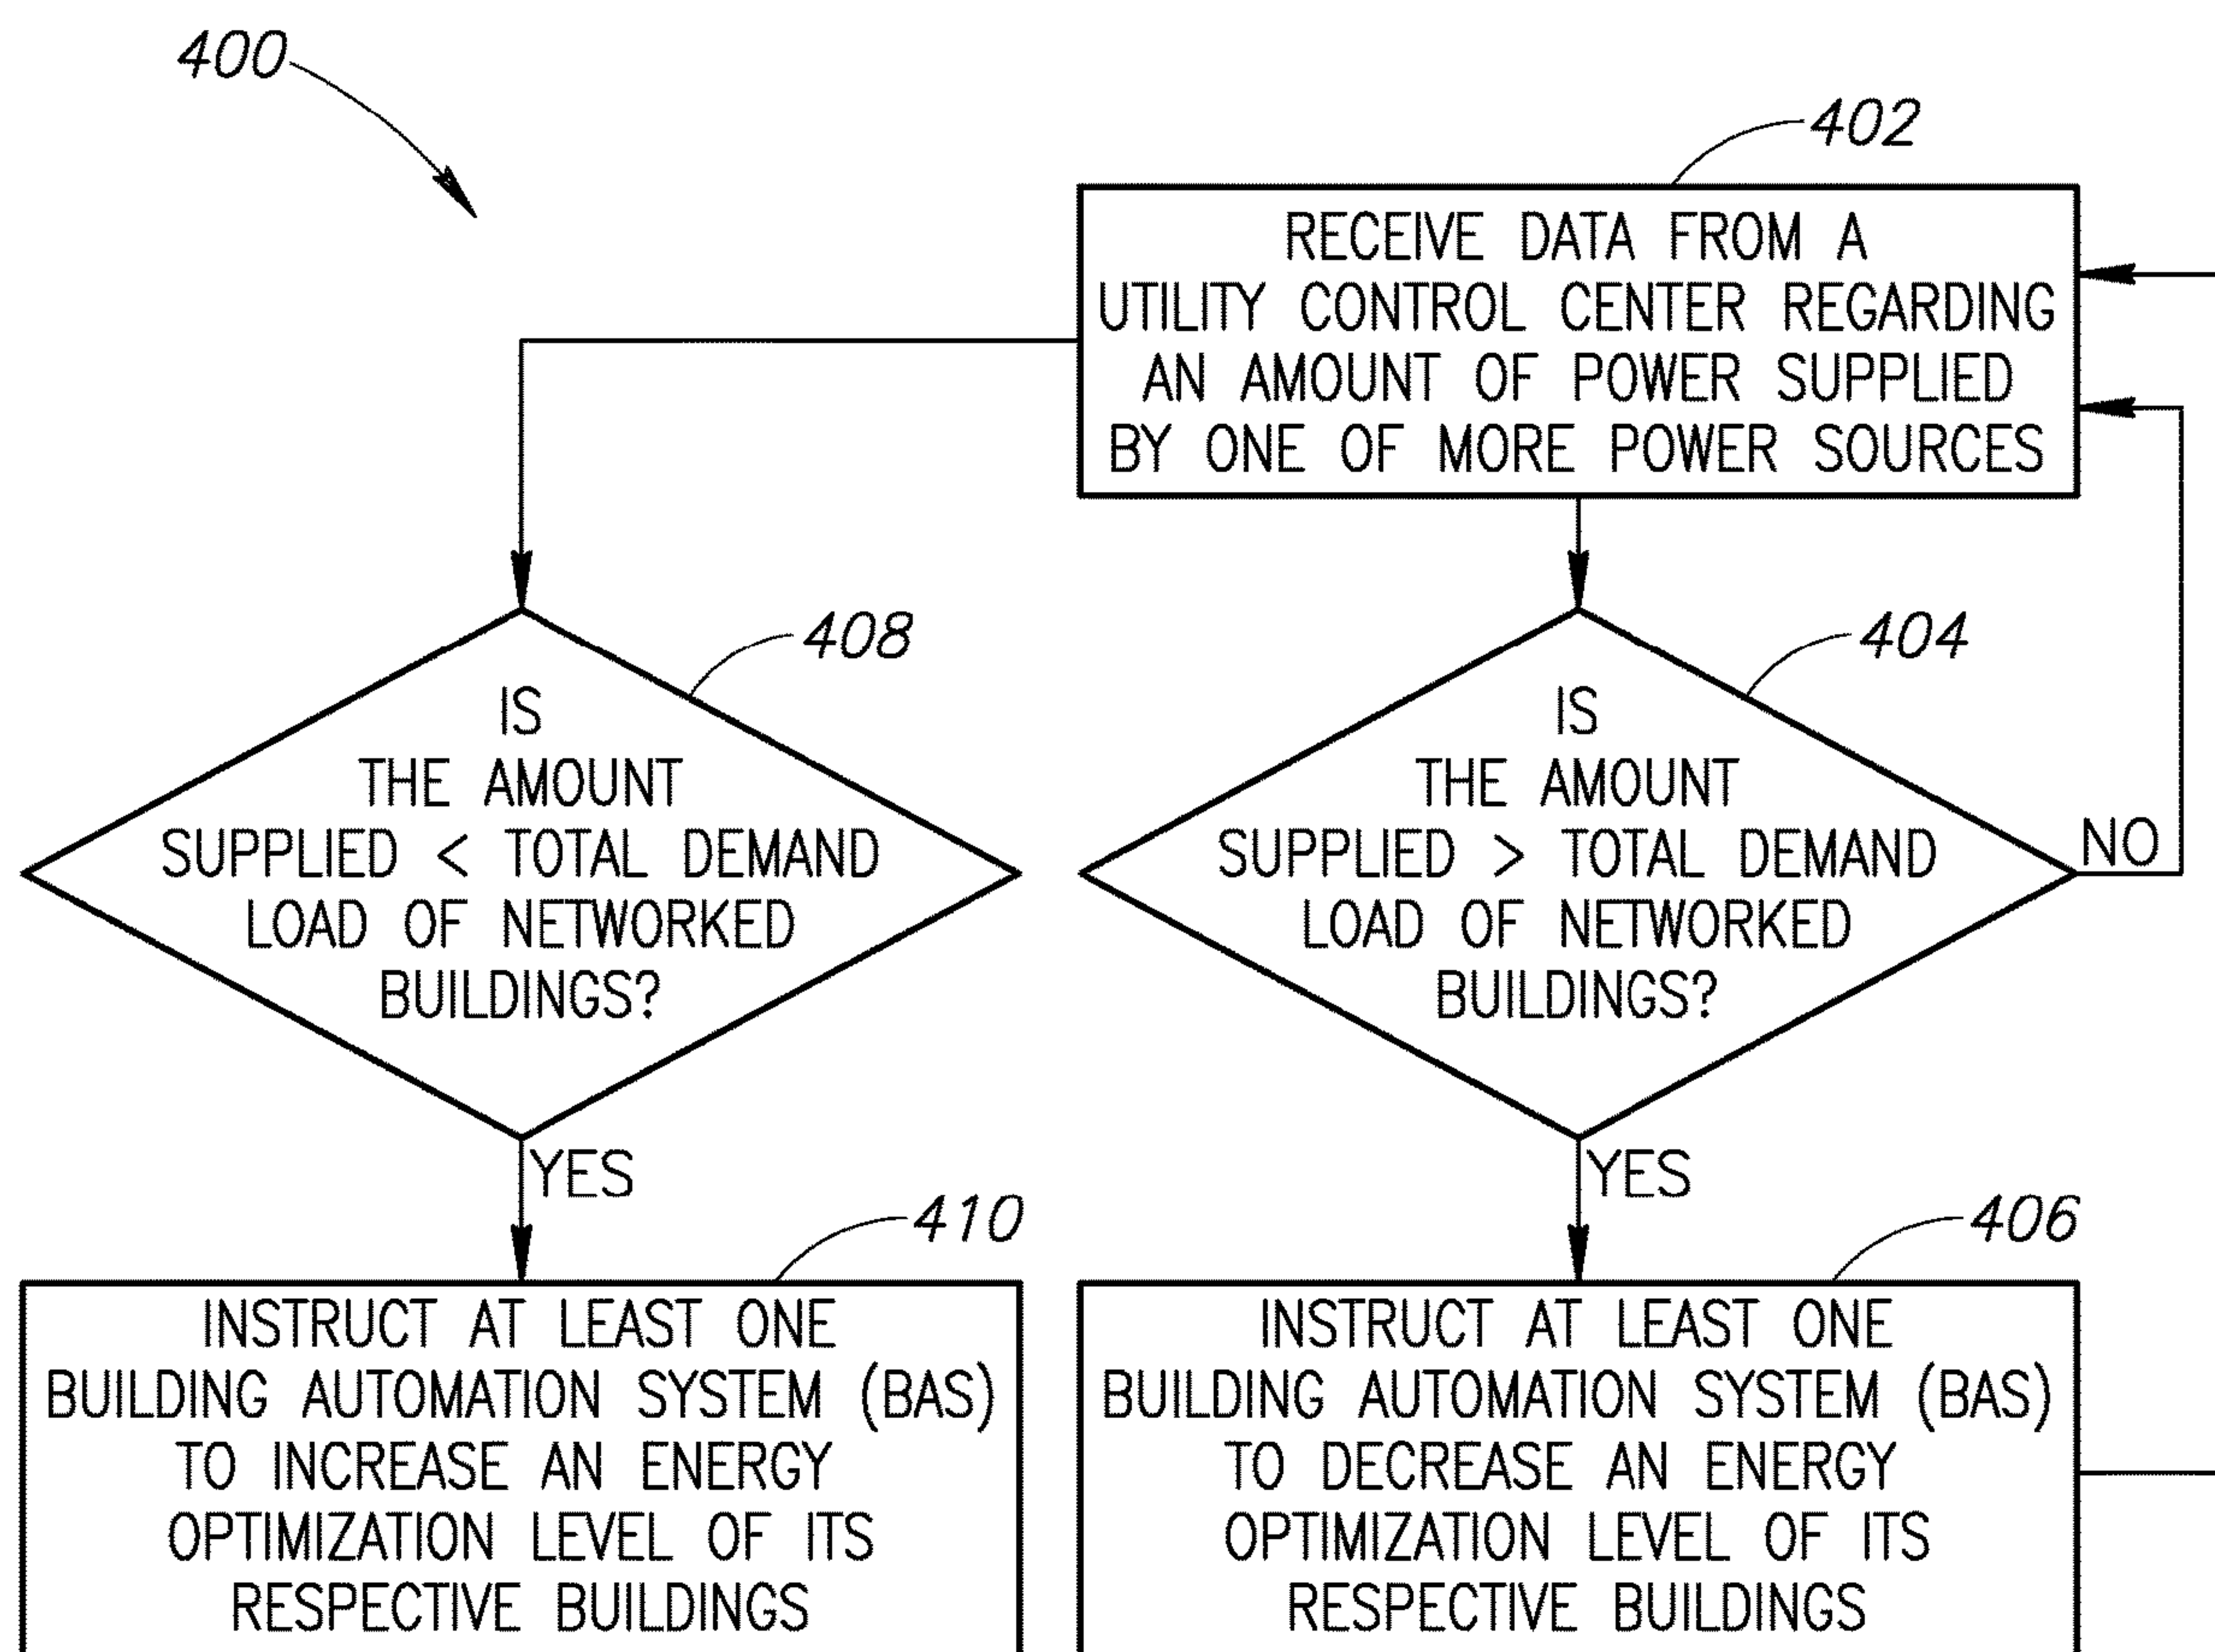 400
402
RECEIVE DATA FROM A
UTILITY CONTROL CENTER REGARDING
AN AMOUNT OF POWER SUPPLIED
BY ONE OF MORE POWER SOURCES
408
IS
THE AMOUNT
SUPPLIED < TOTAL DEMAND
LOAD OF NETWORKED
BUILDINGS?
YES
404
IS
THE AMOUNT
SUPPLIED > TOTAL DEMAND
LOAD OF NETWORKED
BUILDINGS?
NO
YES
410
INSTRUCT AT LEAST ONE
BUILDING AUTOMATION SYSTEM (BAS)
TO INCREASE AN ENERGY
OPTIMIZATION LEVEL OF ITS
RESPECTIVE BUILDINGS
406
INSTRUCT AT LEAST ONE
BUILDING AUTOMATION SYSTEM (BAS)
TO DECREASE AN ENERGY
OPTIMIZATION LEVEL OF ITS
RESPECTIVE BUILDINGS